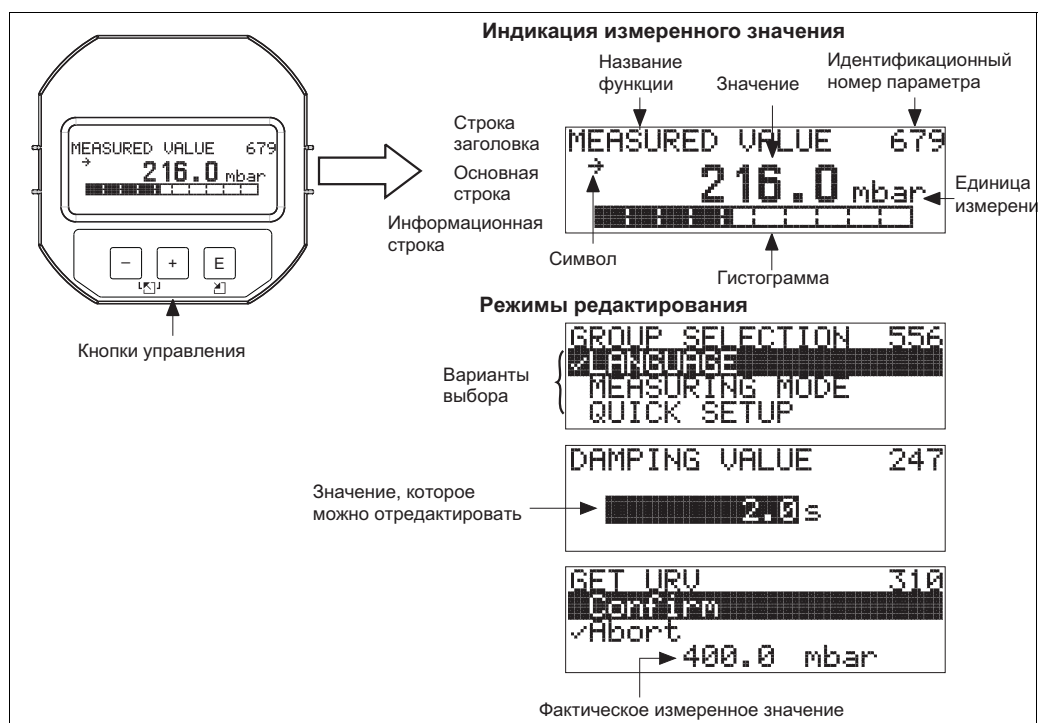 Индикация измеренного значения
Название
функции
Значение
Идентификационный
номер параметра
MEASURED VALUE 679
216.0 mbar
- + E
Кнопки управления
Строка
заголовка
Основная
строка
Информационная
строка
MEASURED VALUE 679
→
216.0 mbar
Единица
измерени
Символ
Гистограмма
Режимы редактирования
Варианты
выбора
GROUP SELECTION 556
✓LANGUAGE
MEASURING MODE
QUICK SETUP
Значение, которое
можно отредактировать
DAMPING VALUE 247
2.0 s
GET URV 310
Confirm
✓Abort
400.0 mbar
Фактическое измеренное значение